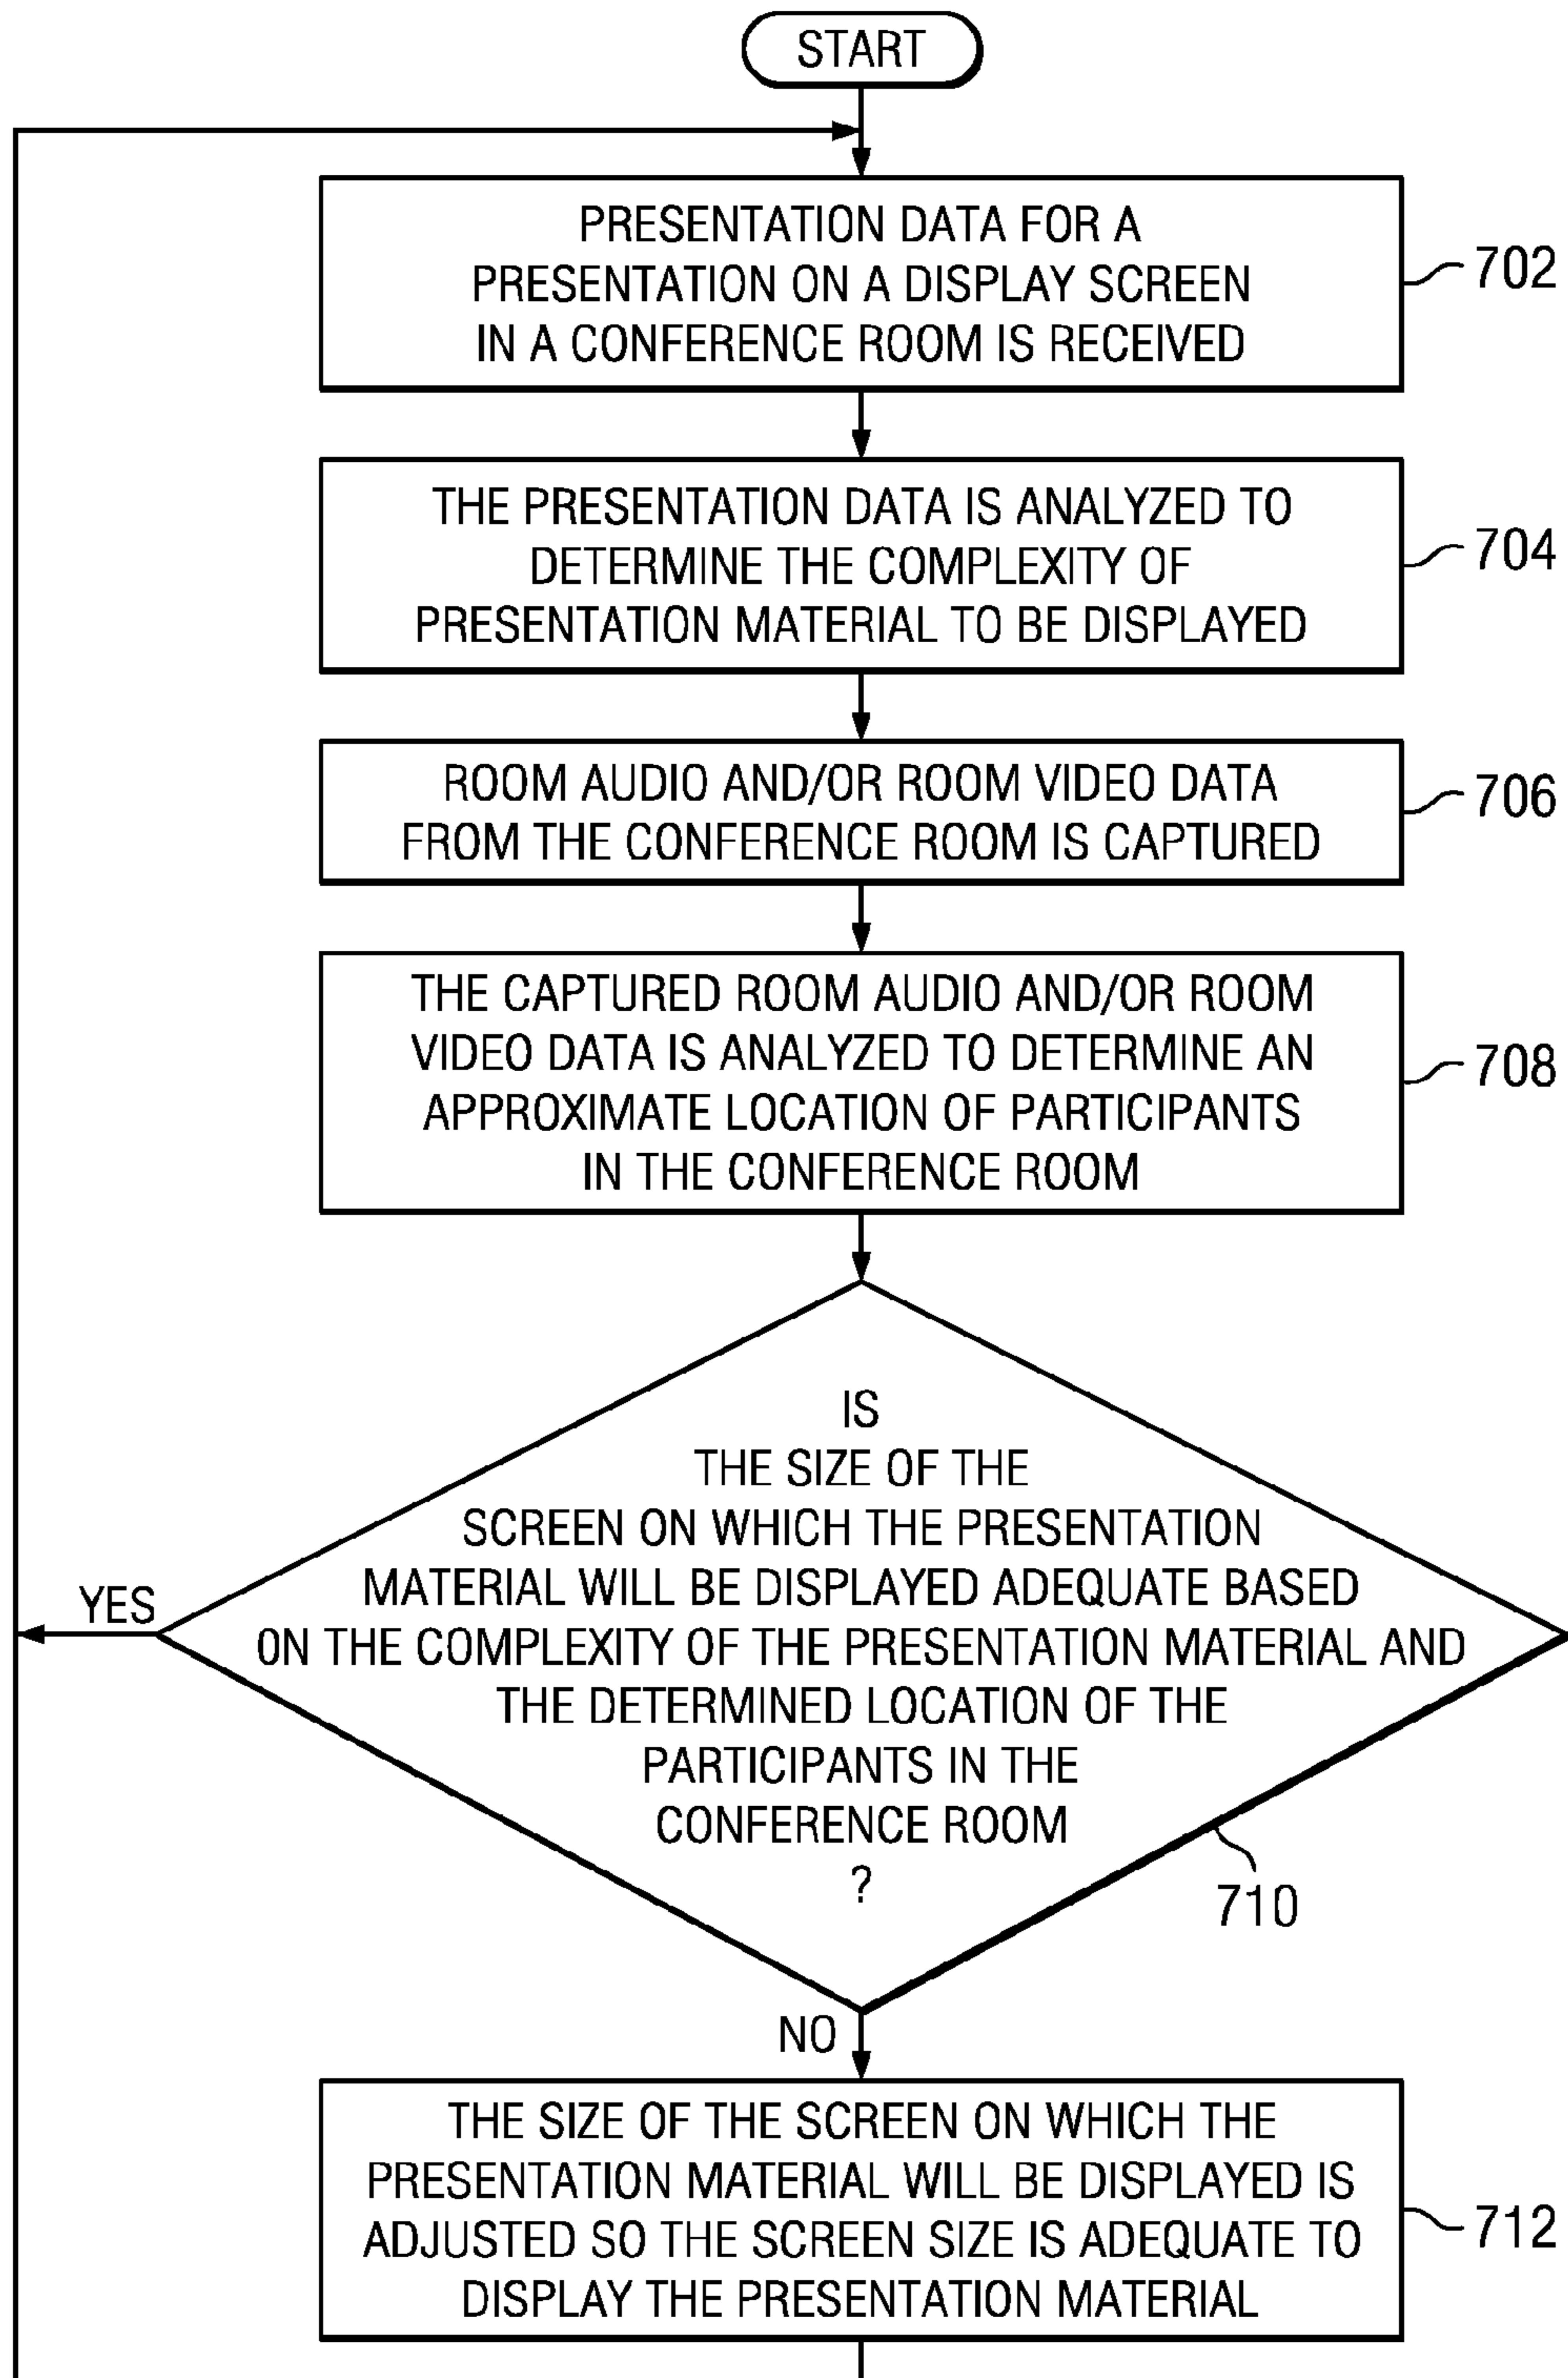 START
PRESENTATION DATA FOR A
PRESENTATION ON A DISPLAY SCREEN
IN A CONFERENCE ROOM IS RECEIVED
702
THE PRESENTATION DATA IS ANALYZED TO
DETERMINE THE COMPLEXITY OF
PRESENTATION MATERIAL TO BE DISPLAYED
704
ROOM AUDIO AND/OR ROOM VIDEO DATA
FROM THE CONFERENCE ROOM IS CAPTURED
706
THE CAPTURED ROOM AUDIO AND/OR ROOM
VIDEO DATA IS ANALYZED TO DETERMINE AN
APPROXIMATE LOCATION OF PARTICIPANTS
IN THE CONFERENCE ROOM
708
IS
THE SIZE OF THE
SCREEN ON WHICH THE PRESENTATION
MATERIAL WILL BE DISPLAYED ADEQUATE BASED
ON THE COMPLEXITY OF THE PRESENTATION MATERIAL AND
THE DETERMINED LOCATION OF THE
PARTICIPANTS IN THE
CONFERENCE ROOM
?
YES
710
NO
THE SIZE OF THE SCREEN ON WHICH THE
PRESENTATION MATERIAL WILL BE DISPLAYED IS
ADJUSTED SO THE SCREEN SIZE IS ADEQUATE TO
DISPLAY THE PRESENTATION MATERIAL
712